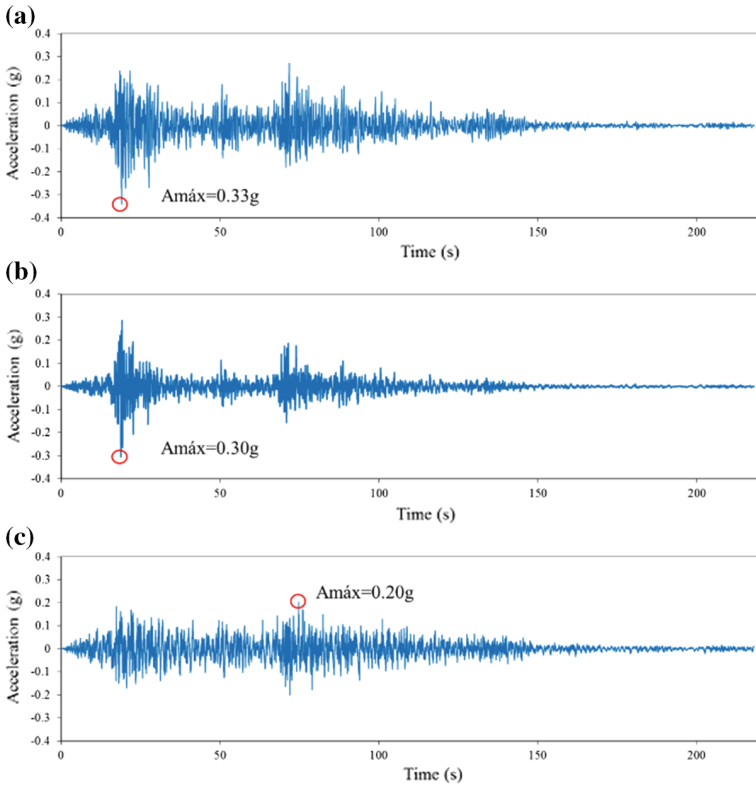 (a)
0.4
0.3
0.2
0.1
0
-0.1
-0.2
-0.3
-0.4
Acceleration (g)
Amáx=0.33g
0 50 100 150 200
Time (s)
(b)
0.4
0.3
0.2
0.1
0
-0.1
-0.2
-0.3
-0.4
Acceleration (g)
Amáx=0.30g
0 50 100 150 200
Time (s)
(c)
0.4
0.3
0.2
0.1
0
-0.1
-0.2
-0.3
-0.4
Acceleration (g)
Amáx=0.20g
0 50 100 150 200
Time (s)